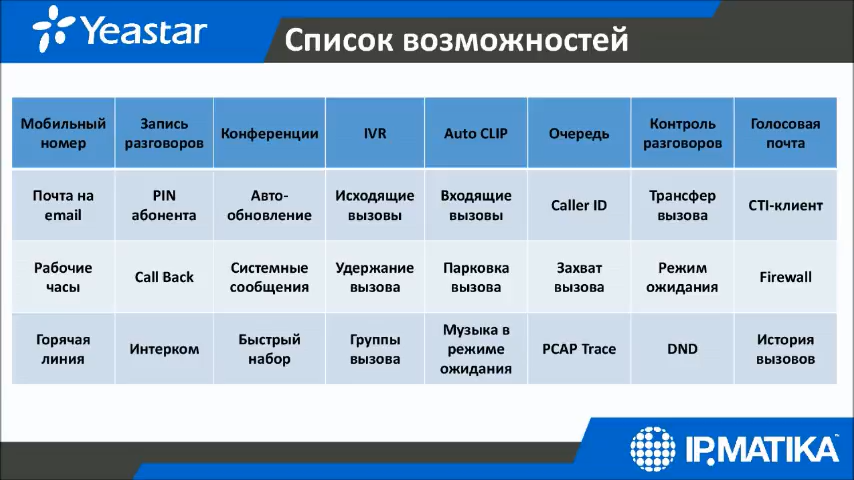 Yeastar
Список возможностей
Мобильный номер
Запись разговоров
Конференции
IVR
Auto CLIP
Очередь
Контроль разговоров
Голосовая почта
Почта на email
PIN абонента
Авто-обновление
Исходящие вызовы
Входящие вызовы
Caller ID
Трансфер вызова
CTI-клиент
Рабочие часы
Call Back
Системные сообщения
Удержание вызова
Парковка вызова
Захват вызова
Режим ожидания
Firewall
Горячая линия
Интерком
Быстрый набор
Группы вызова
Музыка в режиме ожидания
PCAP Trace
DND
История вызовов
IP.MATIKA